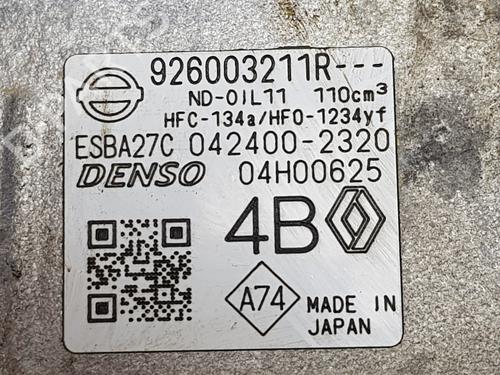 926003211R---
ND-OIL11 110cm³
HFC-134a/HFO-1234yf
ESBA27C 042400-2320
DENSO 04H00625
4B
A74
MADE IN
JAPAN